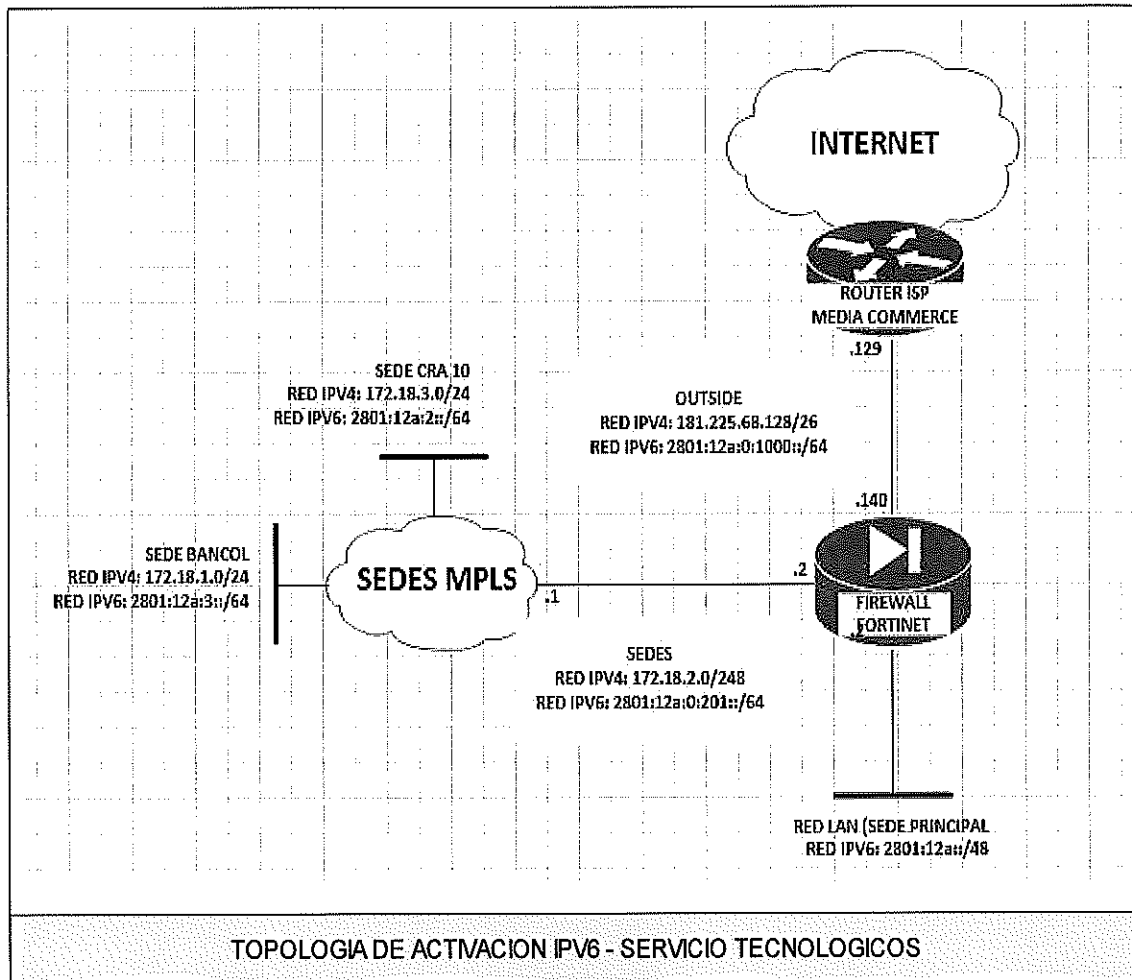 INTERNET
ROUTER ISP
MEDIA COMMERCE
.129
SEDE CRA 10
RED IPV4: 172.18.3.0/24
RED IPV6: 2801:12a:2::/64
OUTSIDE
RED IPV4: 181.225.68.128/26
RED IPV6: 2801:12a:0:1000::/64
.140
SEDE BANCOL
RED IPV4: 172.18.1.0/24
RED IPV6: 2801:12a:3::/64
SEDES MPLS
.1
.2
FIREWALL
FORTINET
.2
SEDES
RED IPV4: 172.18.2.0/248
RED IPV6: 2801:12a:0:201::/64
RED LAN (SEDE PRINCIPAL
RED IPV6: 2801:12a::/48
TOPOLOGIA DE ACTIVACION IPV6 - SERVICIO TECNOLOGICOS